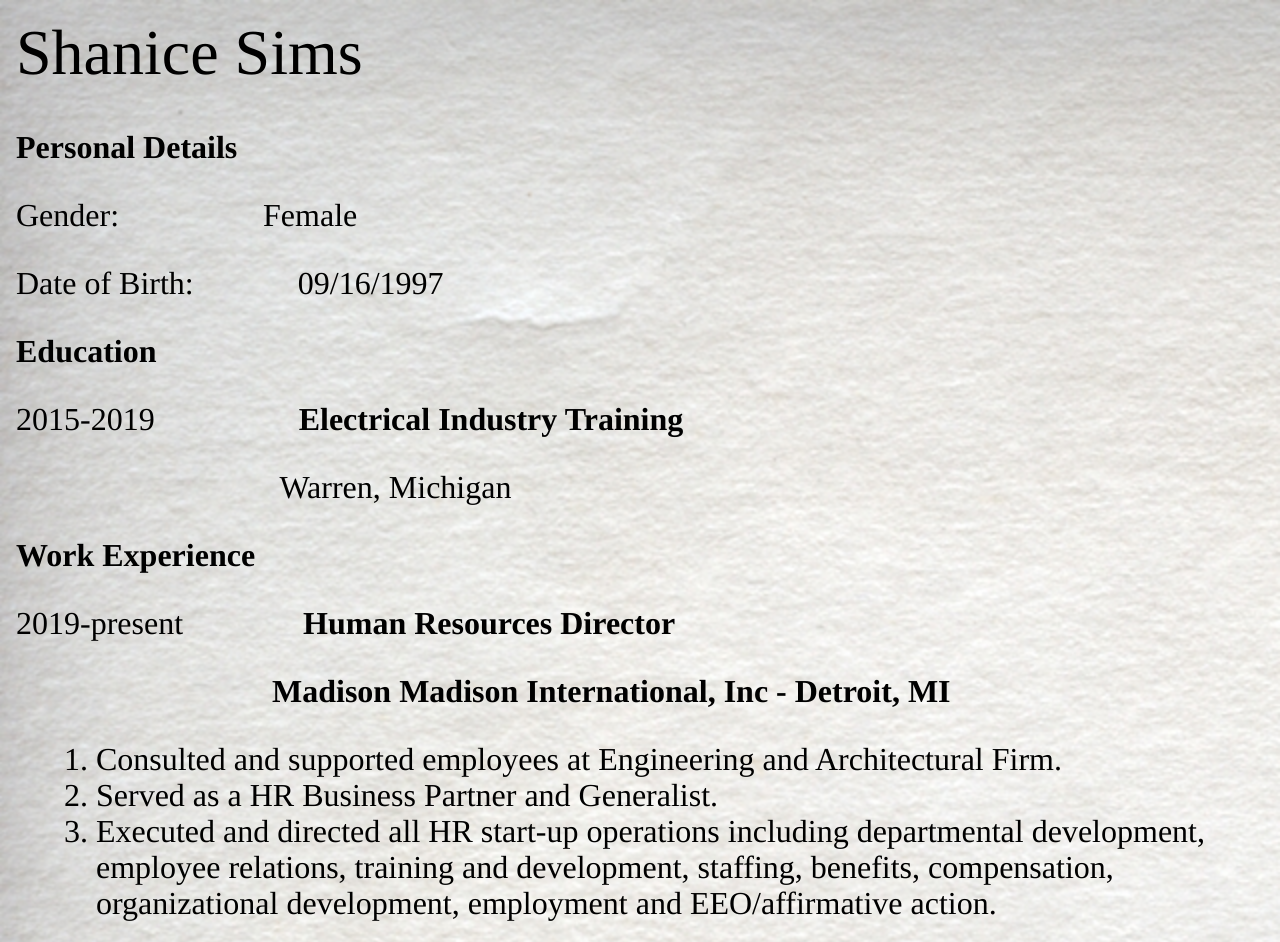 Shanice Sims
Personal Details
Gender: Female
Date of Birth: 09/16/1997
Education
2015-2019 Electrical Industry Training
Warren, Michigan
Work Experience
2019-present Human Resources Director
Madison Madison International, Inc - Detroit, MI
1. Consulted and supported employees at Engineering and Architectural Firm.
2. Served as a HR Business Partner and Generalist.
3. Executed and directed all HR start-up operations including departmental development,
employee relations, training and development, staffing, benefits, compensation,
organizational development, employment and EEO/affirmative action.